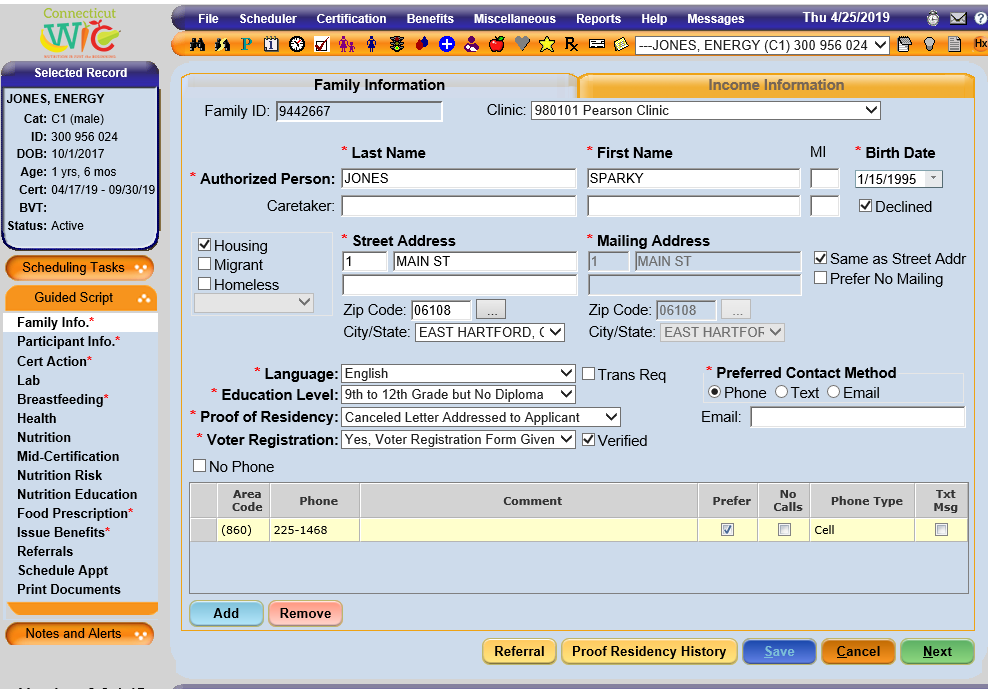 Connecticut
WiC
File Scheduler Certification Benefits Miscellaneous Reports Help Messages Thu 4/25/2019
P Rx ---JONES, ENERGY (C1) 300 956 024 Hx
Selected Record
JONES, ENERGY
Cat: C1 (male)
ID: 300 956 024
DOB: 10/1/2017
Age: 1 yrs, 6 mos
Cert: 04/17/19 - 09/30/19
BVT:
Status: Active
Scheduling Tasks
Guided Script
Family Info.*
Participant Info.*
Cert Action*
Lab
Breastfeeding*
Health
Nutrition
Mid-Certification
Nutrition Risk
Nutrition Education
Food Prescription*
Issue Benefits*
Referrals
Schedule Appt
Print Documents
Notes and Alerts
Family Information Income Information
Family ID: 9442667 Clinic: 980101 Pearson Clinic
* Last Name * First Name MI * Birth Date
* Authorized Person: JONES SPARKY 1/15/1995
Caretaker: Declined
Housing * Street Address * Mailing Address
Migrant 1 MAIN ST 1 MAIN ST Same as Street Addr
Homeless Prefer No Mailing
Zip Code: 06108 ... Zip Code: 06108 ...
City/State: EAST HARTFORD, C City/State: EAST HARTFOR
* Language: English Trans Req * Preferred Contact Method
* Education Level: 9th to 12th Grade but No Diploma Phone Text Email
* Proof of Residency: Canceled Letter Addressed to Applicant Email:
* Voter Registration: Yes, Voter Registration Form Given Verified
No Phone
Area Code Phone Comment Prefer No Calls Phone Type Txt Msg
(860) 225-1468 Cell
Add Remove
Referral Proof Residency History Save Cancel Next